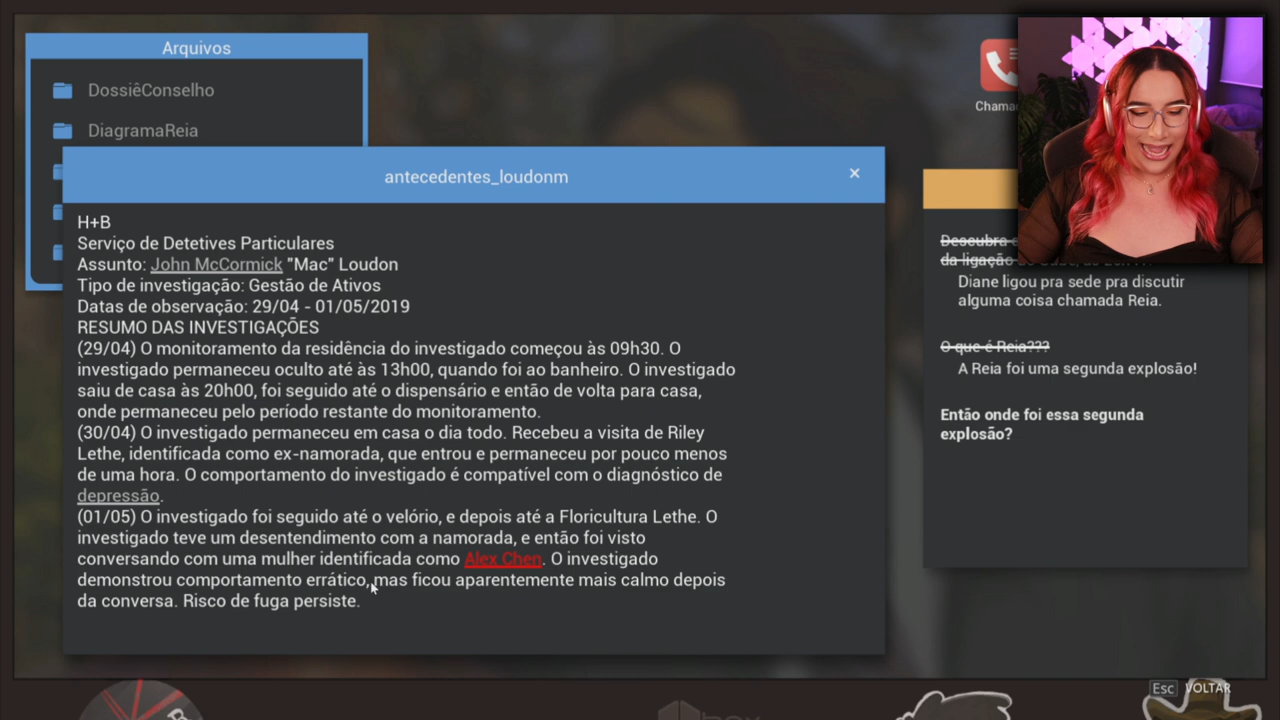 Arquivos
DossiêConselho
DiagramaReia
antecedentes_loudonm
×
H+B
Serviço de Detetives Particulares
Assunto: John McCormick "Mac" Loudon
Tipo de investigação: Gestão de Ativos
Datas de observação: 29/04 - 01/05/2019
RESUMO DAS INVESTIGAÇÕES
(29/04) O monitoramento da residência do investigado começou às 09h30. O
investigado permaneceu oculto até às 13h00, quando foi ao banheiro. O investigado
saiu de casa às 20h00, foi seguido até o dispensário e então de volta para casa,
onde permaneceu pelo período restante do monitoramento.
(30/04) O investigado permaneceu em casa o dia todo. Recebeu a visita de Riley
Lethe, identificada como ex-namorada, que entrou e permaneceu por pouco menos
de uma hora. O comportamento do investigado é compatível com o diagnóstico de
depressão.
(01/05) O investigado foi seguido até o velório, e depois até a Floricultura Lethe. O
investigado teve um desentendimento com a namorada, e então foi visto
conversando com uma mulher identificada como Alex Chen. O investigado
demonstrou comportamento errático, mas ficou aparentemente mais calmo depois
da conversa. Risco de fuga persiste.
Descubra
da ligação
Diane ligou pra sede pra discutir
alguma coisa chamada Reia.
O que é Reia???
A Reia foi uma segunda explosão!
Então onde foi essa segunda
explosão?
Esc VOLTAR